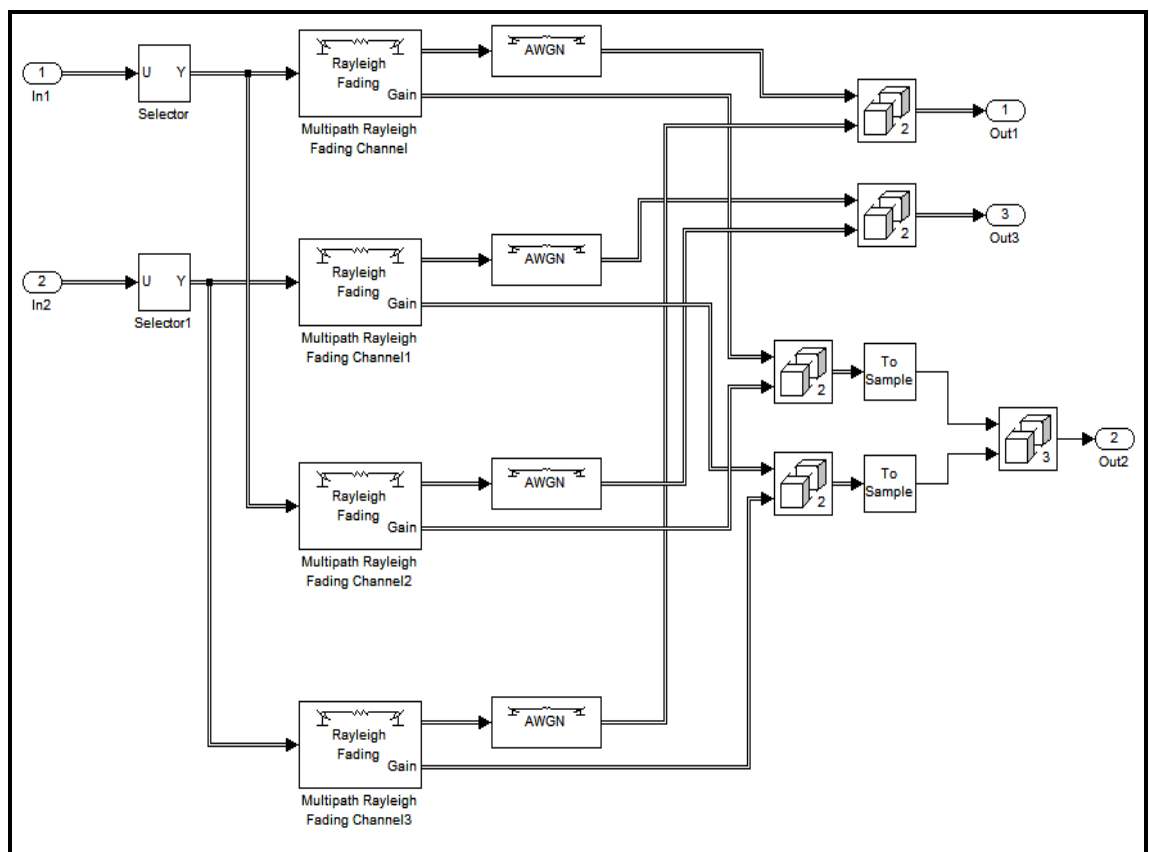 1
In1
U Y
Selector
Rayleigh
Fading
Gain
Multipath Rayleigh
Fading Channel
AWGN
2
1
Out1
2
3
Out3
2
In2
U Y
Selector1
Rayleigh
Fading
Gain
Multipath Rayleigh
Fading Channel1
AWGN
2
To
Sample
2
To
Sample
3
2
Out2
Rayleigh
Fading
Gain
Multipath Rayleigh
Fading Channel2
AWGN
Rayleigh
Fading
Gain
Multipath Rayleigh
Fading Channel3
AWGN